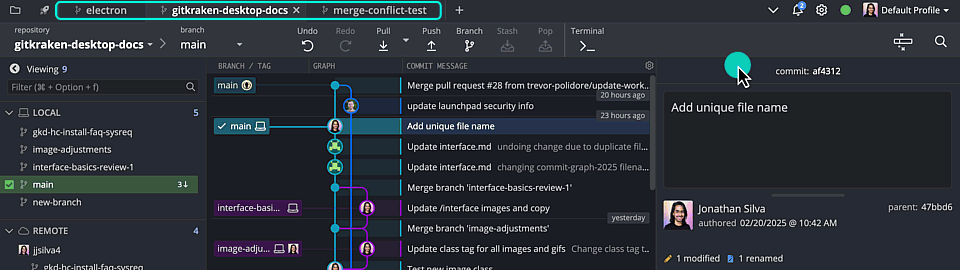 electron
gitkraken-desktop-docs
merge-conflict-test
2
Default Profile
repository
gitkraken-desktop-docs
branch
main
Undo
Redo
Pull
Push
Branch
Stash
Pop
Terminal
Viewing 9
Filter (⌘ + Option + f)
LOCAL 5
gkd-hc-install-faq-sysreq
image-adjustments
interface-basics-review-1
main 3↓
new-branch
REMOTE 4
jjsilva4
gkd-hc-install-faq-sysreq
BRANCH / TAG
GRAPH
COMMIT MESSAGE
main
Merge pull request #28 from trevor-polidore/update-work...
20 hours ago
update launchpad security info
23 hours ago
main
Add unique file name
Update interface.md undoing change due to duplicate fil...
Update interface.md changing commit-graph-2025 filena...
Merge branch 'interface-basics-review-1'
interface-basi...
Update /interface images and copy
yesterday
Merge branch 'image-adjustments'
image-adju...
Update class tag for all images and gifs Change class tag t...
Test new image class
commit: af4312
Add unique file name
Jonathan Silva
authored 02/20/2025 @ 10:42 AM
parent: 47bbd6
1 modified
1 renamed